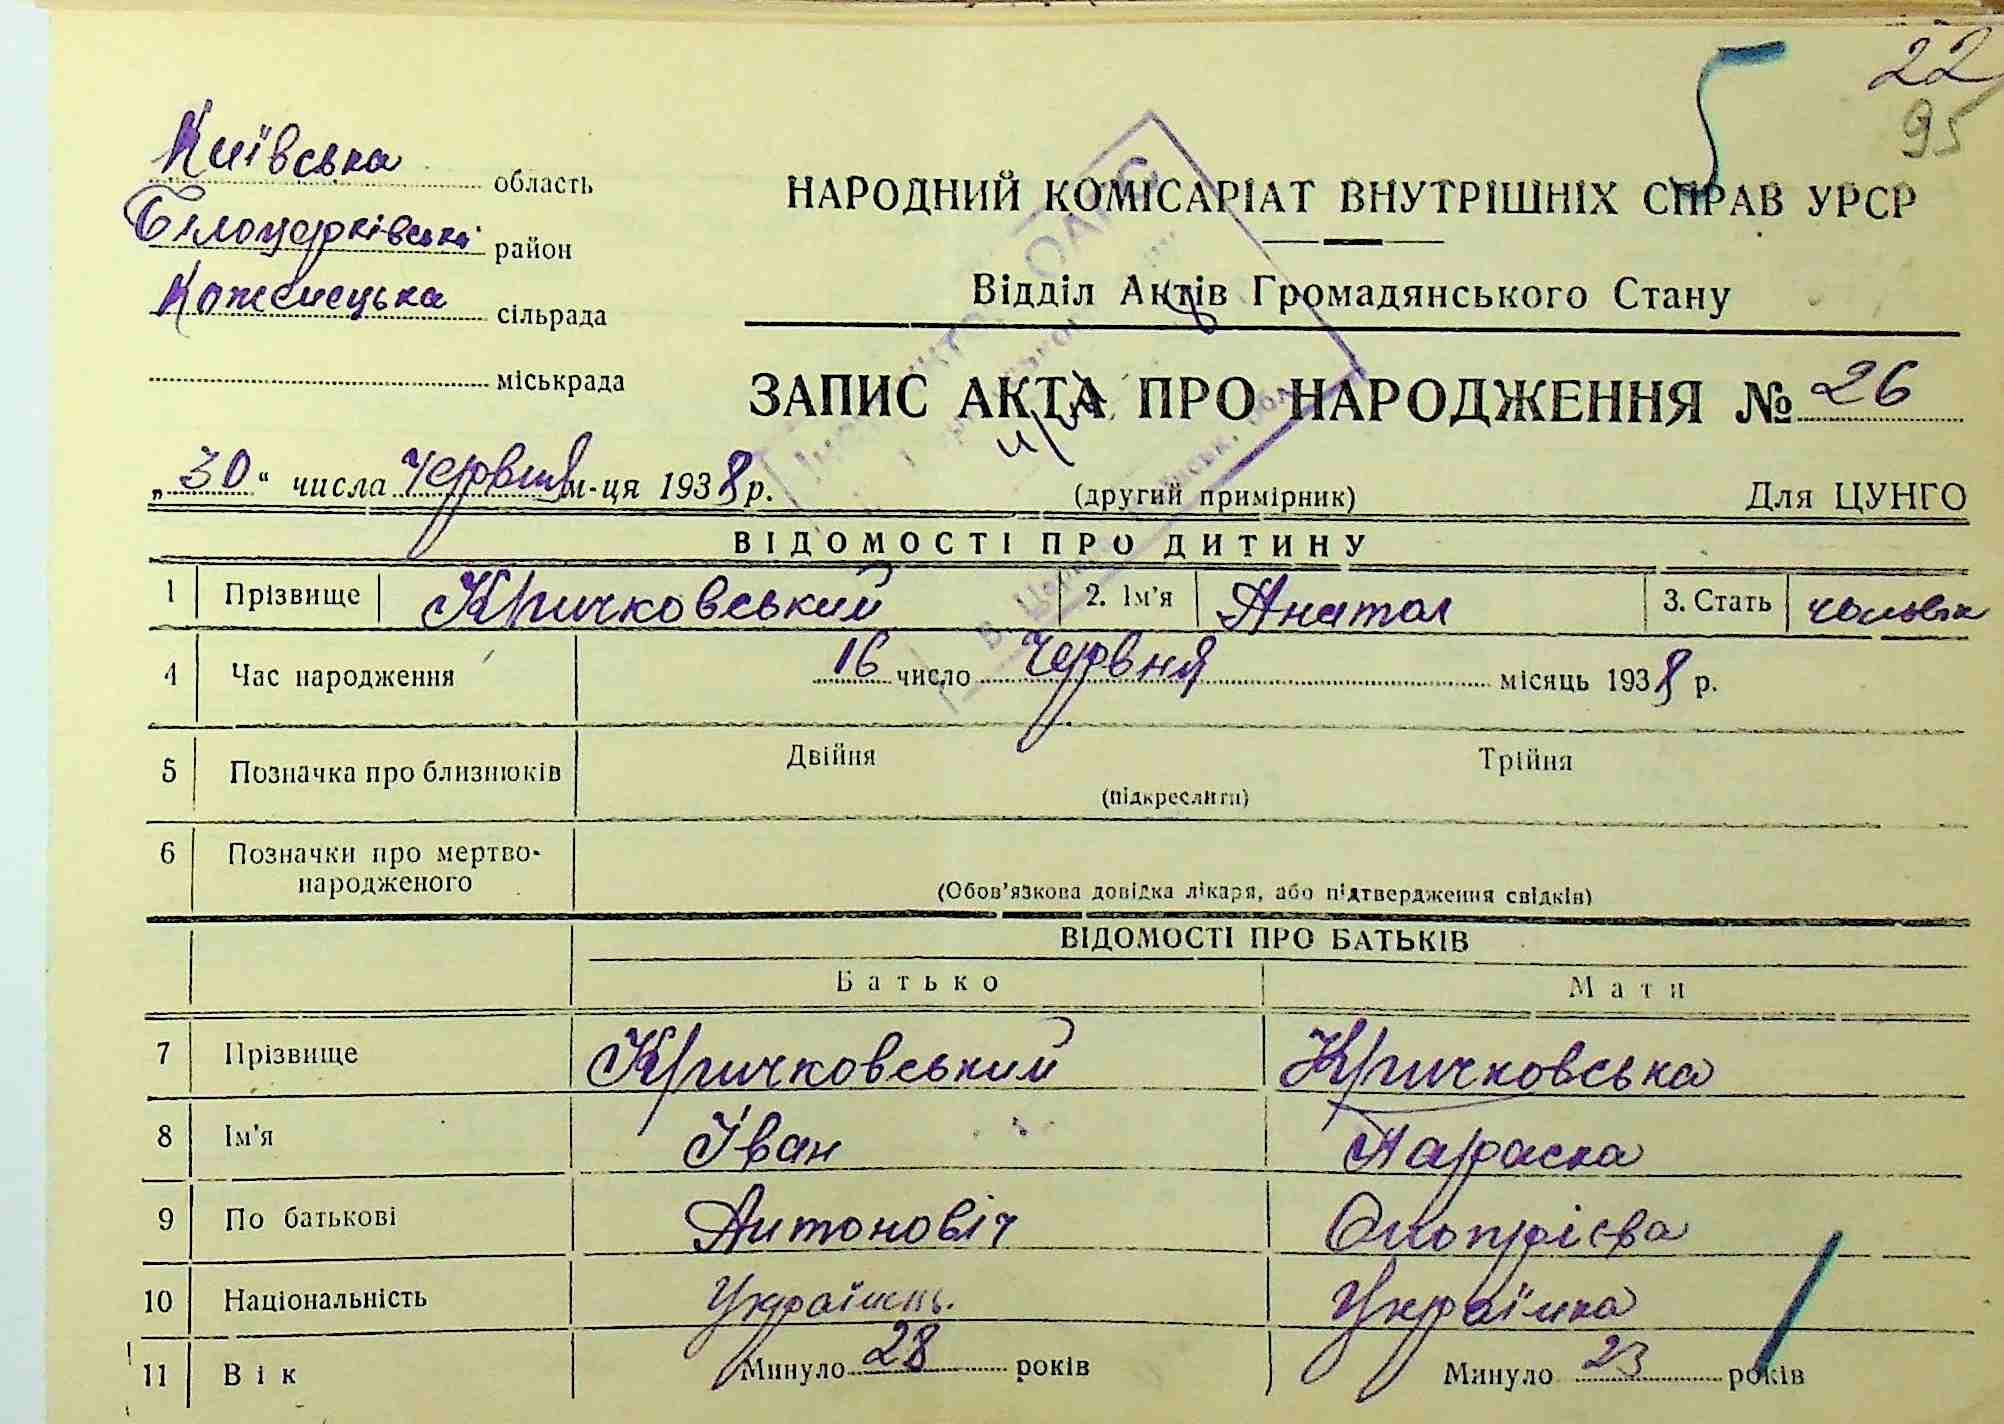 22
95
5
Київська область
Білоцерківський район
сільрада
міськрада
НАРОДНИЙ КОМІСАРІАТ ВНУТРІШНІХ СПРАВ УРСР
Відділ Актів Громадянського Стану
ЗАПИС АКТА ПРО НАРОДЖЕННЯ № 26
„30“ числа Червня м-ця 1938 р.
(другий примірник)
Для ЦУНГО
ВІДОМОСТІ ПРО ДИТИНУ
1 Прізвище Кричковський 2. Ім'я Анатол 3. Стать
4 Час народження 16 число Червня місяць 1938 р.
5 Позначка про близнюків Двійня Трійня
(підкреслити)
6 Позначки про мертво-
народженого
(Обов'язкова довідка лікаря, або підтвердження свідків)
ВІДОМОСТІ ПРО БАТЬКІВ
Батько Мати
7 Прізвище Кричковський Кричковська
8 Ім'я Іван Параска
9 По батькові Антоновіч
10 Національність Українець. Українка
11 Вік Минуло 28 років Минуло 23 років